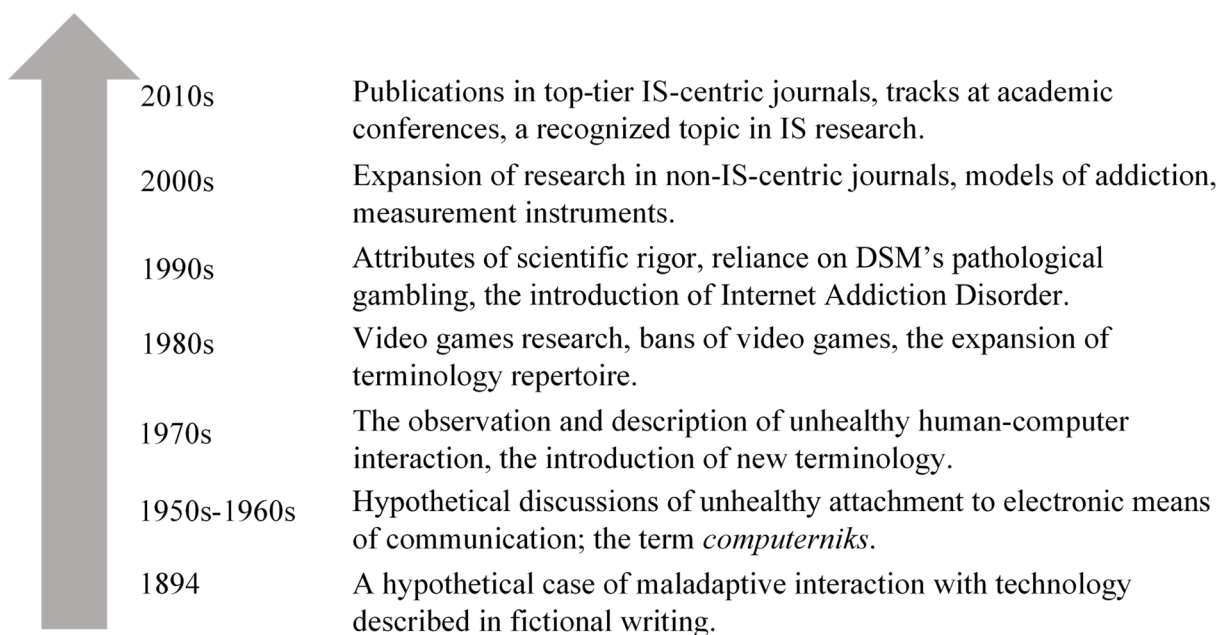 2010s
Publications in top-tier IS-centric journals, tracks at academic
conferences, a recognized topic in IS research.
2000s
Expansion of research in non-IS-centric journals, models of addiction,
measurement instruments.
1990s
Attributes of scientific rigor, reliance on DSM’s pathological
gambling, the introduction of Internet Addiction Disorder.
1980s
Video games research, bans of video games, the expansion of
terminology repertoire.
1970s
The observation and description of unhealthy human-computer
interaction, the introduction of new terminology.
1950s-1960s
Hypothetical discussions of unhealthy attachment to electronic means
of communication; the term computerniks.
1894
A hypothetical case of maladaptive interaction with technology
described in fictional writing.